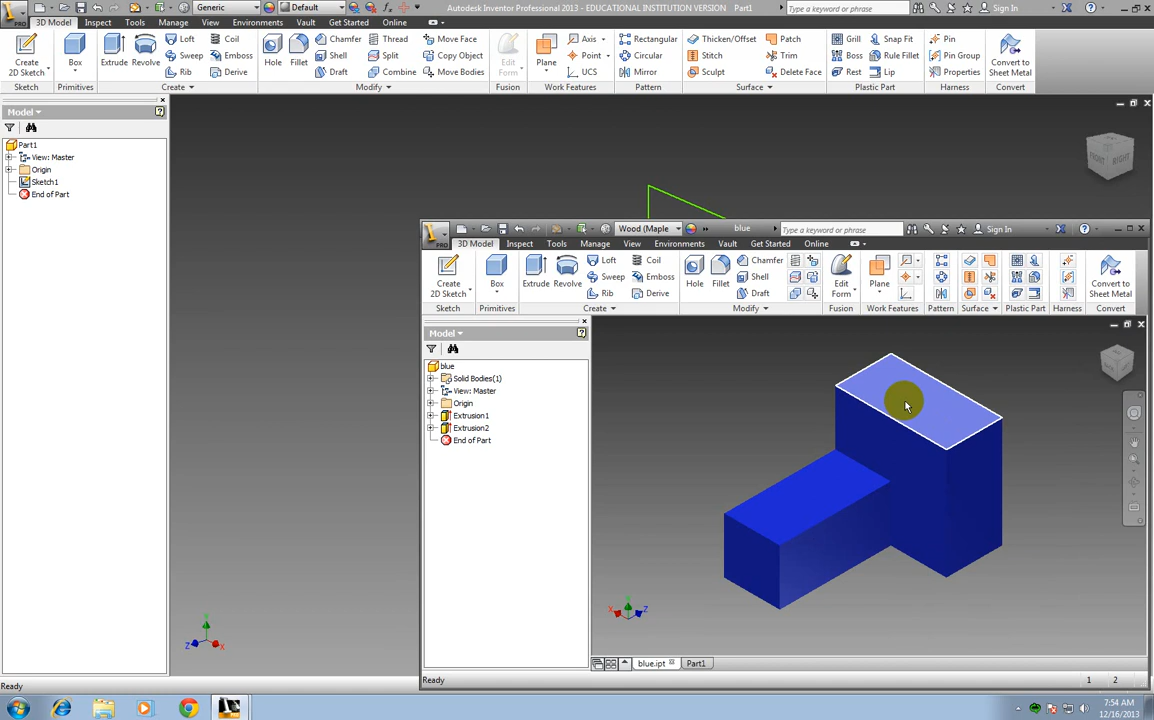 PRO
Generic
Default
Autodesk Inventor Professional 2013 - EDUCATIONAL INSTITUTION VERSION Part1
Type a keyword or phrase
Sign In
3D Model Inspect Tools Manage View Environments Vault Get Started Online
Create
2D Sketch
Box
Extrude Revolve
Loft
Sweep
Rib
Coil
Emboss
Derive
Hole Fillet
Chamfer
Shell
Draft
Thread
Split
Combine
Move Face
Copy Object
Move Bodies
Edit
Form
Plane
Axis
Point
UCS
Rectangular
Circular
Mirror
Thicken/Offset
Stitch
Sculpt
Patch
Trim
Delete Face
Grill
Boss
Rest
Snap Fit
Rule Fillet
Lip
Pin
Pin Group
Properties
Convert to
Sheet Metal
Sketch Primitives Create Modify Fusion Work Features Pattern Surface Plastic Part Harness Convert
Model
Part1
View: Master
Origin
Sketch1
End of Part
FRONT RIGHT
Y
Z X
Ready
PRO
Wood (Maple
blue
Type a keyword or phrase
Sign In
3D Model Inspect Tools Manage View Environments Vault Get Started Online
Create
2D Sketch
Box
Extrude Revolve
Loft
Sweep
Rib
Coil
Emboss
Derive
Hole Fillet
Chamfer
Shell
Draft
Edit
Form
Plane
Convert to
Sheet Metal
Sketch Primitives Create Modify Fusion Work Features Pattern Surface Plastic Part Harness Convert
Model
blue
Solid Bodies(1)
View: Master
Origin
Extrusion1
Extrusion2
End of Part
Y
X Z
blue.ipt Part1
Ready
1 2
7:54 AM
12/16/2013